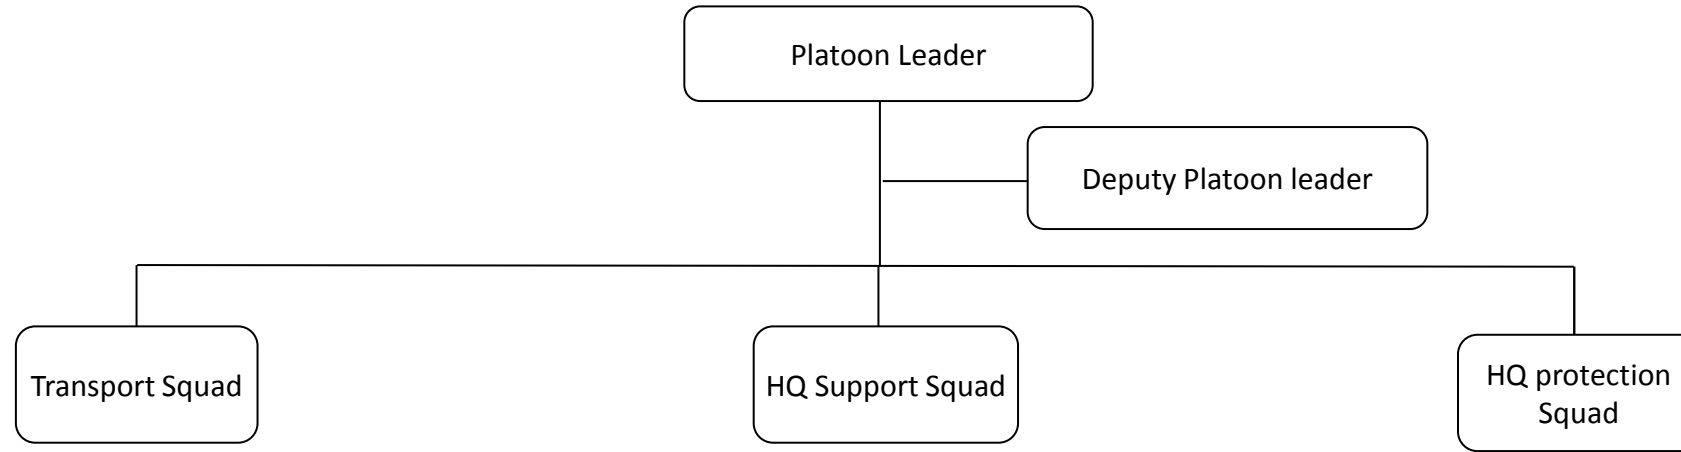 Platoon Leader
Deputy Platoon leader
Transport Squad
HQ Support Squad
HQ protection
Squad